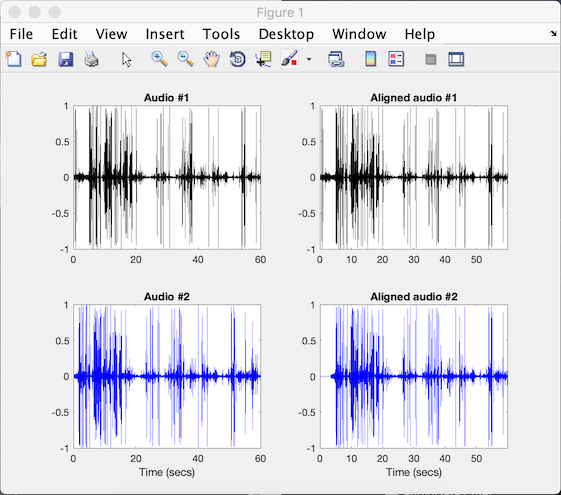 Figure 1
File Edit View Insert Tools Desktop Window Help
Audio #1
Aligned audio #1
1
0.5
0
-0.5
-1
0 20 40 60
1
0.5
0
-0.5
-1
0 10 20 30 40 50
Audio #2
Aligned audio #2
1
0.5
0
-0.5
-1
0 20 40 60
Time (secs)
1
0.5
0
-0.5
-1
0 10 20 30 40 50
Time (secs)